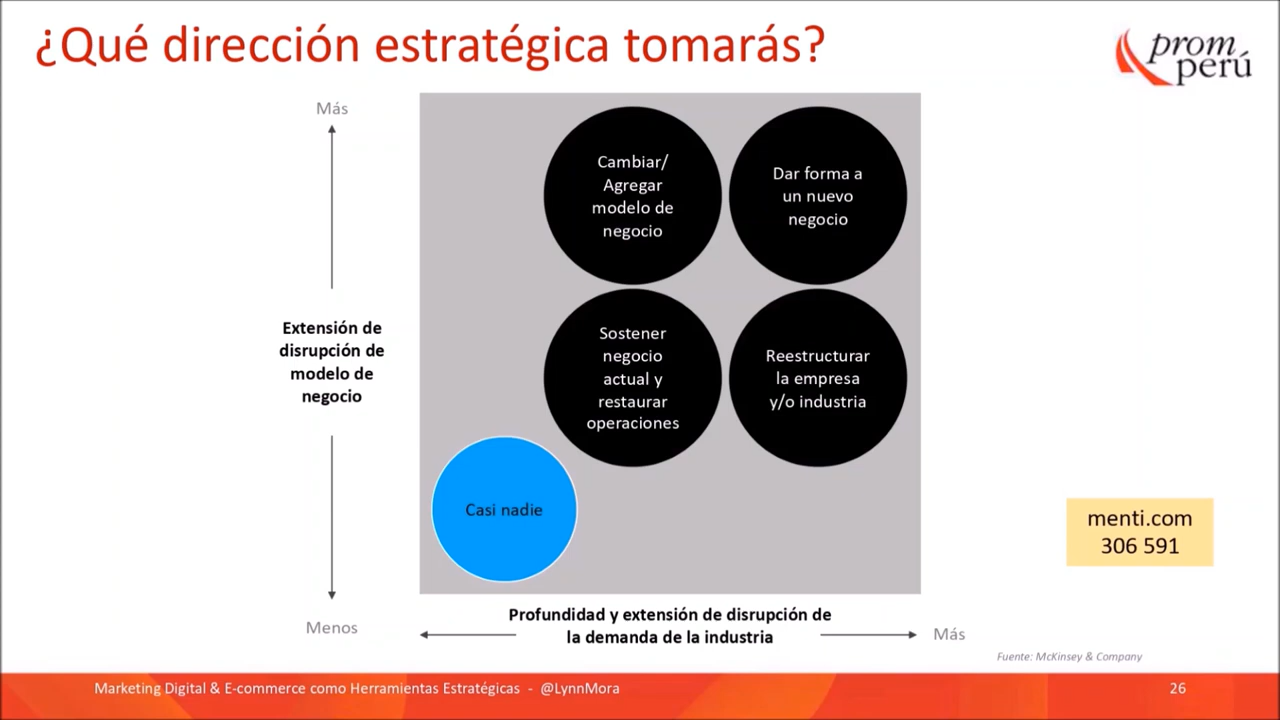 ¿Qué dirección estratégica tomarás?
prom
perú
Más
Cambiar/
Agregar
modelo de
negocio
Dar forma a
un nuevo
negocio
Extensión de
disrupción de
modelo de
negocio
Sostener
negocio
actual y
restaurar
operaciones
Reestructurar
la empresa
y/o industria
Casi nadie
menti.com
306 591
Menos
Profundidad y extensión de disrupción de
la demanda de la industria
Más
Fuente: McKinsey & Company
Marketing Digital & E-commerce como Herramientas Estratégicas - @LynnMora
26